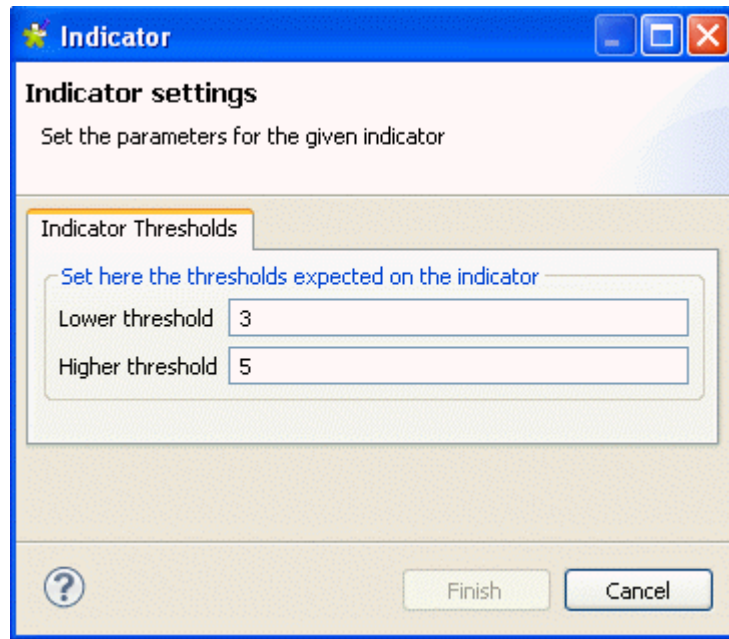 Indicator
Indicator settings
Set the parameters for the given indicator
Indicator Thresholds
Set here the thresholds expected on the indicator
Lower threshold 3
Higher threshold 5
? Finish Cancel